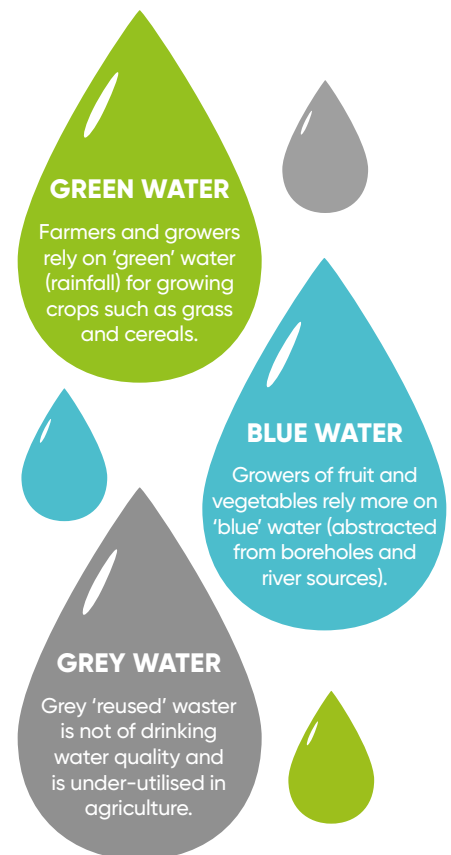 GREEN WATER
Farmers and growers
rely on ‘green’ water
(rainfall) for growing
crops such as grass
and cereals.
BLUE WATER
Growers of fruit and
vegetables rely more on
‘blue’ water (abstracted
from boreholes and
river sources).
GREY WATER
Grey ‘reused’ waster
is not of drinking
water quality and
is under-utilised in
agriculture.